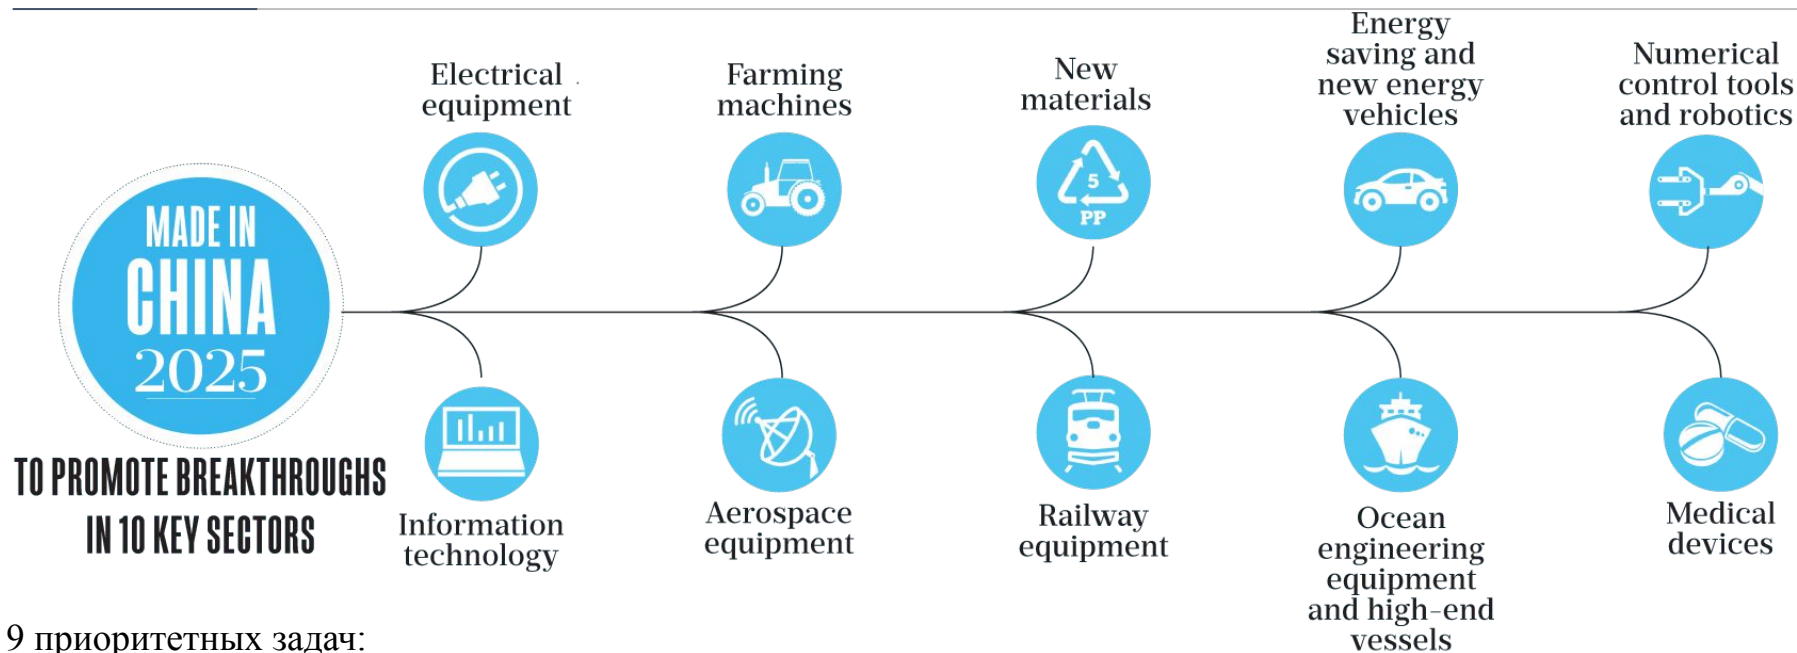 MADE IN
CHINA
2025
TO PROMOTE BREAKTHROUGHS
IN 10 KEY SECTORS
Electrical
equipment
Farming
machines
New
materials
5
PP
Energy
saving and
new energy
vehicles
Numerical
control tools
and robotics
Information
technology
Aerospace
equipment
Railway
equipment
Ocean
engineering
equipment
and high-end
vessels
Medical
devices
9 приоритетных задач: